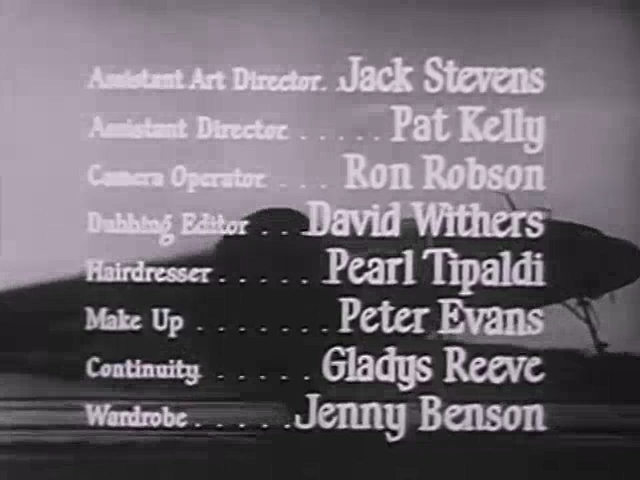 Assistant Art Director. .Jack Stevens
Assistant Director . . . . . Pat Kelly
Camera Operator . . . Ron Robson
Dubbing Editor . . .David Withers
Hairdresser . . . . . .Pearl Tipaldi
Make Up . . . . . . . Peter Evans
Continuity. . . . . . Gladys Reeve
Wardrobe. . . . . .Jenny Benson